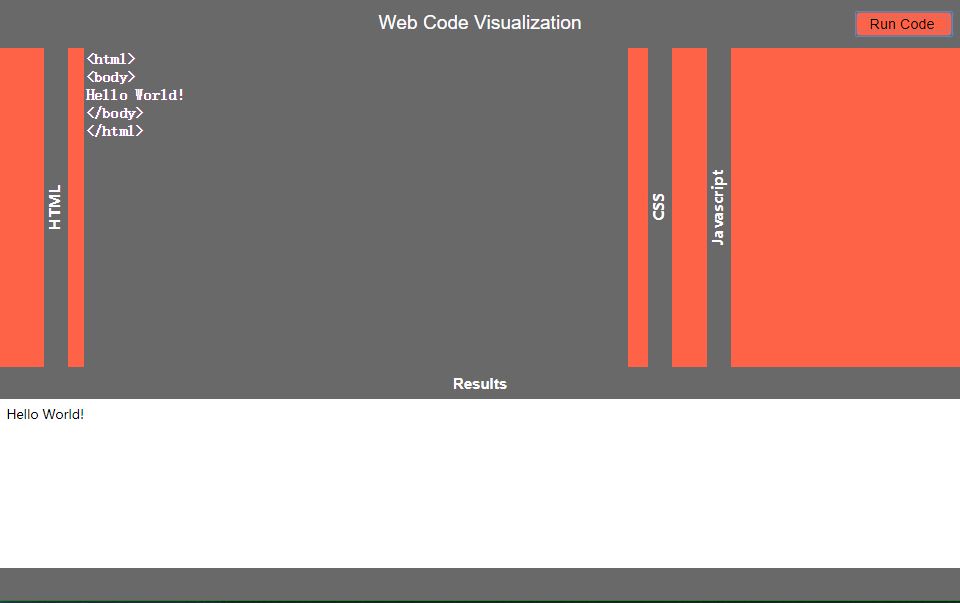 Web Code Visualization
Run Code
<html>
<body>
Hello World!
</body>
</html>
HTML
CSS
Javascript
Results
Hello World!